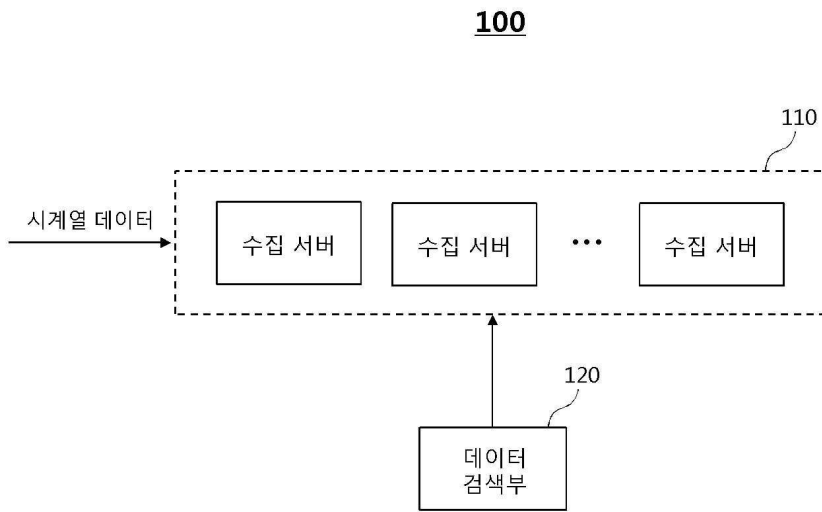 100
110
시계열 데이터
수집 서버
수집 서버
...
수집 서버
120
데이터
검색부